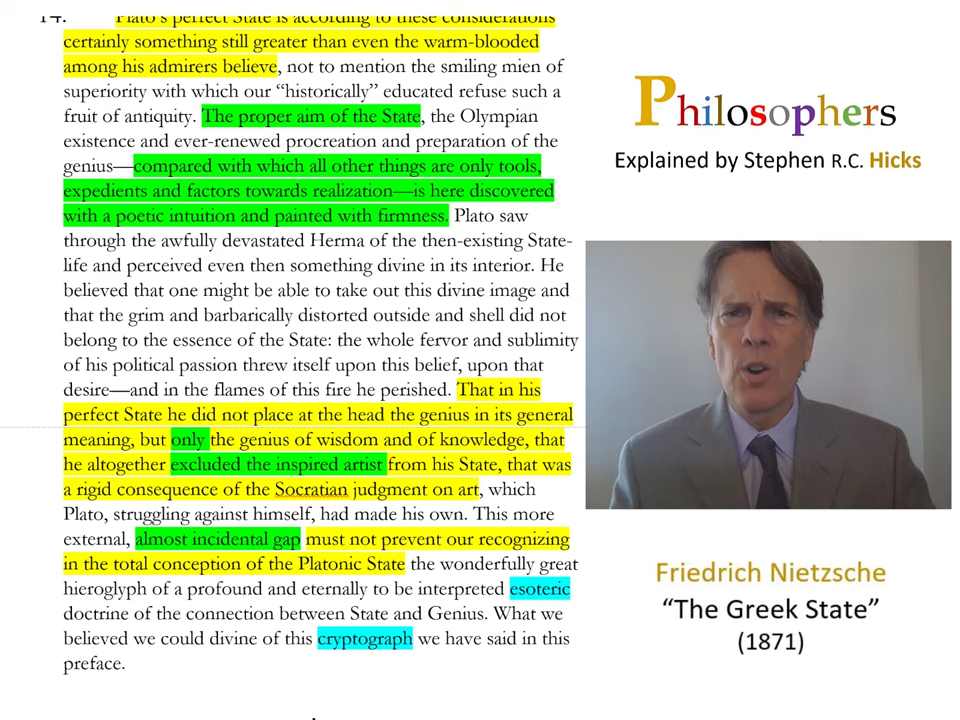 14. Plato's perfect State is according to these considerations
certainly something still greater than even the warm-blooded
among his admirers believe, not to mention the smiling mien of
superiority with which our “historically” educated refuse such a
fruit of antiquity. The proper aim of the State, the Olympian
existence and ever-renewed procreation and preparation of the
genius—compared with which all other things are only tools,
expedients and factors towards realization—is here discovered
with a poetic intuition and painted with firmness. Plato saw
through the awfully devastated Herma of the then-existing State-
life and perceived even then something divine in its interior. He
believed that one might be able to take out this divine image and
that the grim and barbarically distorted outside and shell did not
belong to the essence of the State: the whole fervor and sublimity
of his political passion threw itself upon this belief, upon that
desire—and in the flames of this fire he perished. That in his
perfect State he did not place at the head the genius in its general
meaning, but only the genius of wisdom and of knowledge, that
he altogether excluded the inspired artist from his State, that was
a rigid consequence of the Socratian judgment on art, which
Plato, struggling against himself, had made his own. This more
external, almost incidental gap must not prevent our recognizing
in the total conception of the Platonic State the wonderfully great
hieroglyph of a profound and eternally to be interpreted esoteric
doctrine of the connection between State and Genius. What we
believed we could divine of this cryptograph we have said in this
preface.
Philosophers
Explained by Stephen R.C. Hicks
Friedrich Nietzsche
“The Greek State”
(1871)